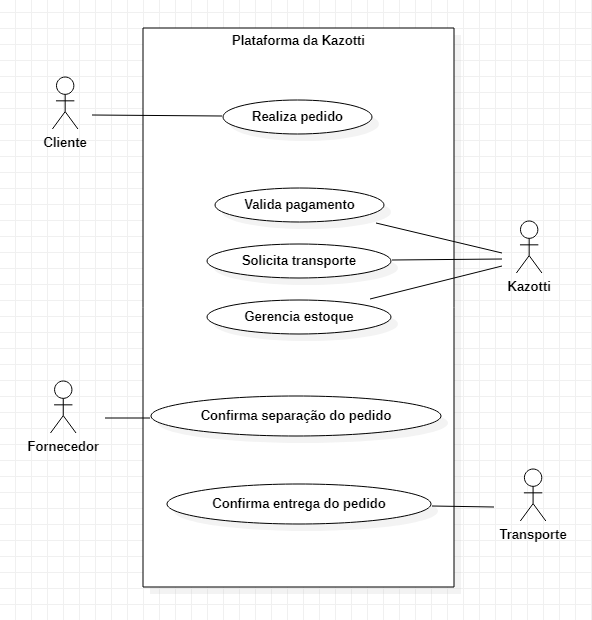 Plataforma da Kazotti
Cliente
Realiza pedido
Valida pagamento
Solicita transporte
Kazotti
Gerencia estoque
Fornecedor
Confirma separação do pedido
Confirma entrega do pedido
Transporte